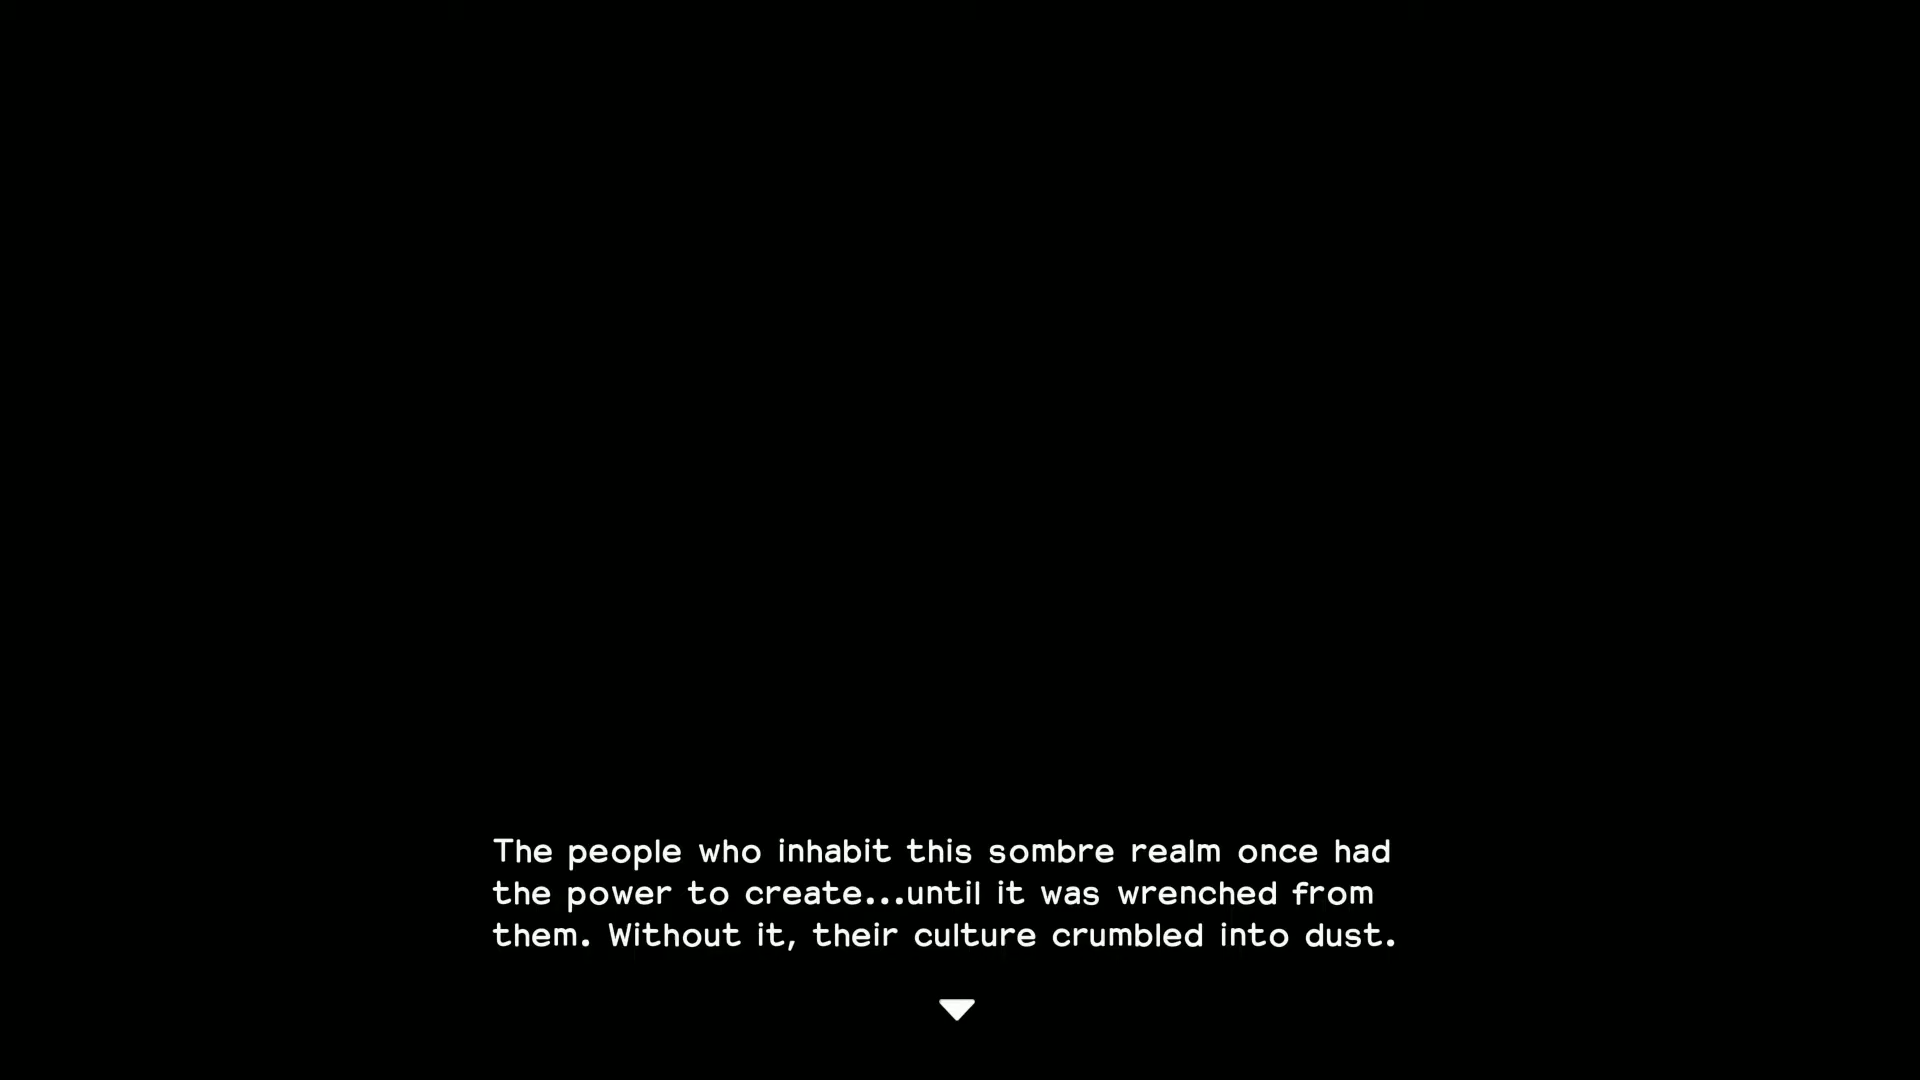 The people who inhabit this sombre realm once had
the power to create...until it was wrenched from
them. Without it, their culture crumbled into dust.